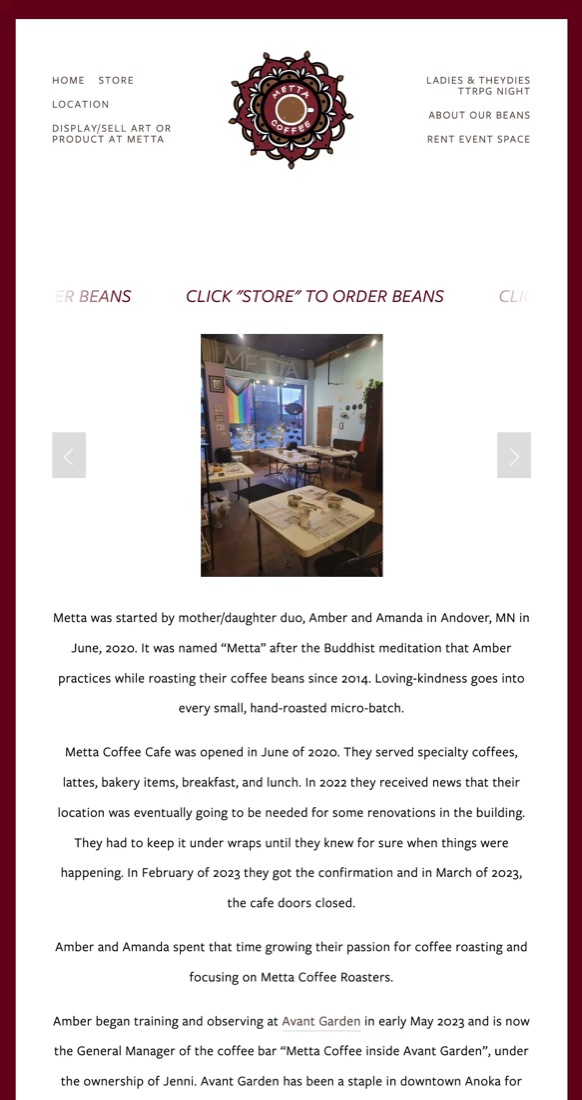 HOME STORE
LOCATION
DISPLAY/SELL ART OR
PRODUCT AT METTA
METTA
COFFEE
LADIES & THEYDIES
TTRPG NIGHT
ABOUT OUR BEANS
RENT EVENT SPACE
ER BEANS CLICK "STORE" TO ORDER BEANS CLIC
METTA
Metta was started by mother/daughter duo, Amber and Amanda in Andover, MN in
June, 2020. It was named “Metta” after the Buddhist meditation that Amber
practices while roasting their coffee beans since 2014. Loving-kindness goes into
every small, hand-roasted micro-batch.
Metta Coffee Cafe was opened in June of 2020. They served specialty coffees,
lattes, bakery items, breakfast, and lunch. In 2022 they received news that their
location was eventually going to be needed for some renovations in the building.
They had to keep it under wraps until they knew for sure when things were
happening. In February of 2023 they got the confirmation and in March of 2023,
the cafe doors closed.
Amber and Amanda spent that time growing their passion for coffee roasting and
focusing on Metta Coffee Roasters.
Amber began training and observing at Avant Garden in early May 2023 and is now
the General Manager of the coffee bar “Metta Coffee inside Avant Garden”, under
the ownership of Jenni. Avant Garden has been a staple in downtown Anoka for